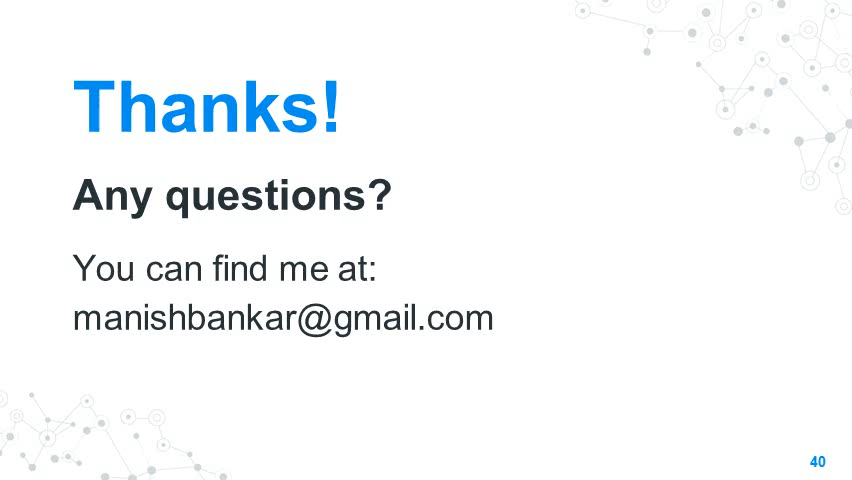 Thanks!
Any questions?
You can find me at:
manishbankar@gmail.com
40